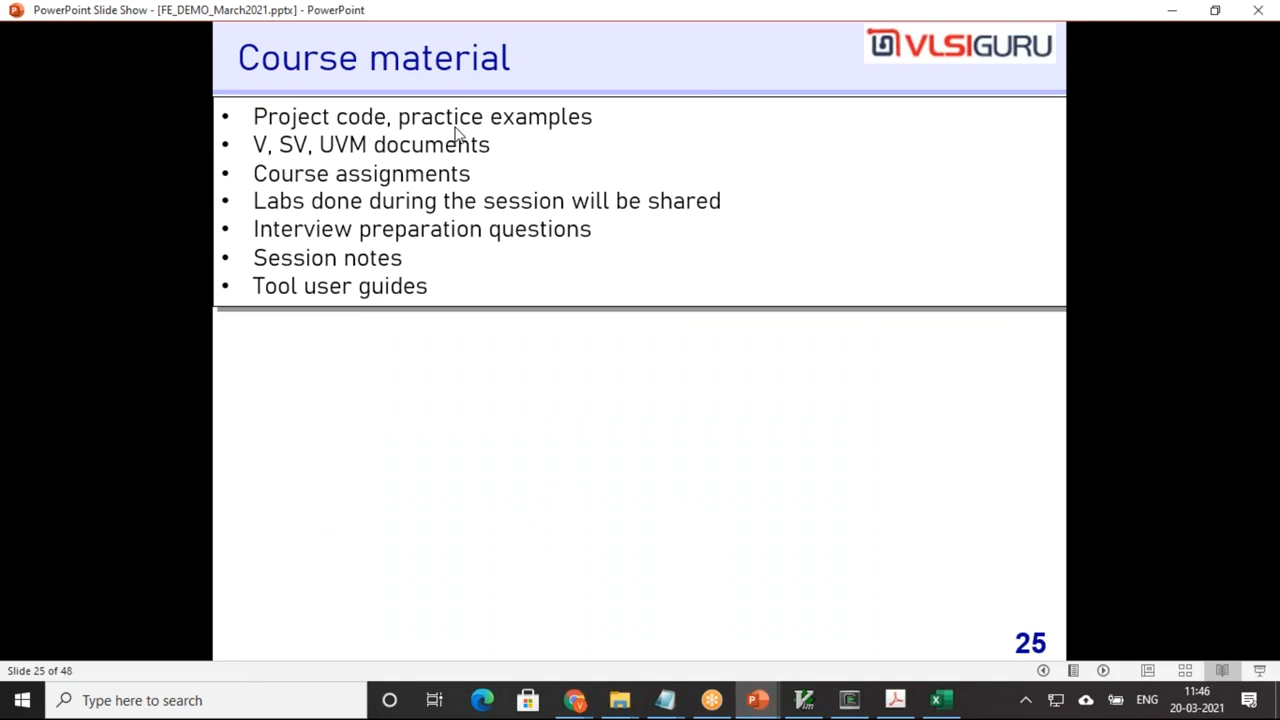 PowerPoint Slide Show - [FE_DEMO_March2021.pptx] - PowerPoint
Course material
VLSIGURU
• Project code, practice examples
• V, SV, UVM documents
• Course assignments
• Labs done during the session will be shared
• Interview preparation questions
• Session notes
• Tool user guides
25
Slide 25 of 48
Type here to search
ENG
11:46
20-03-2021